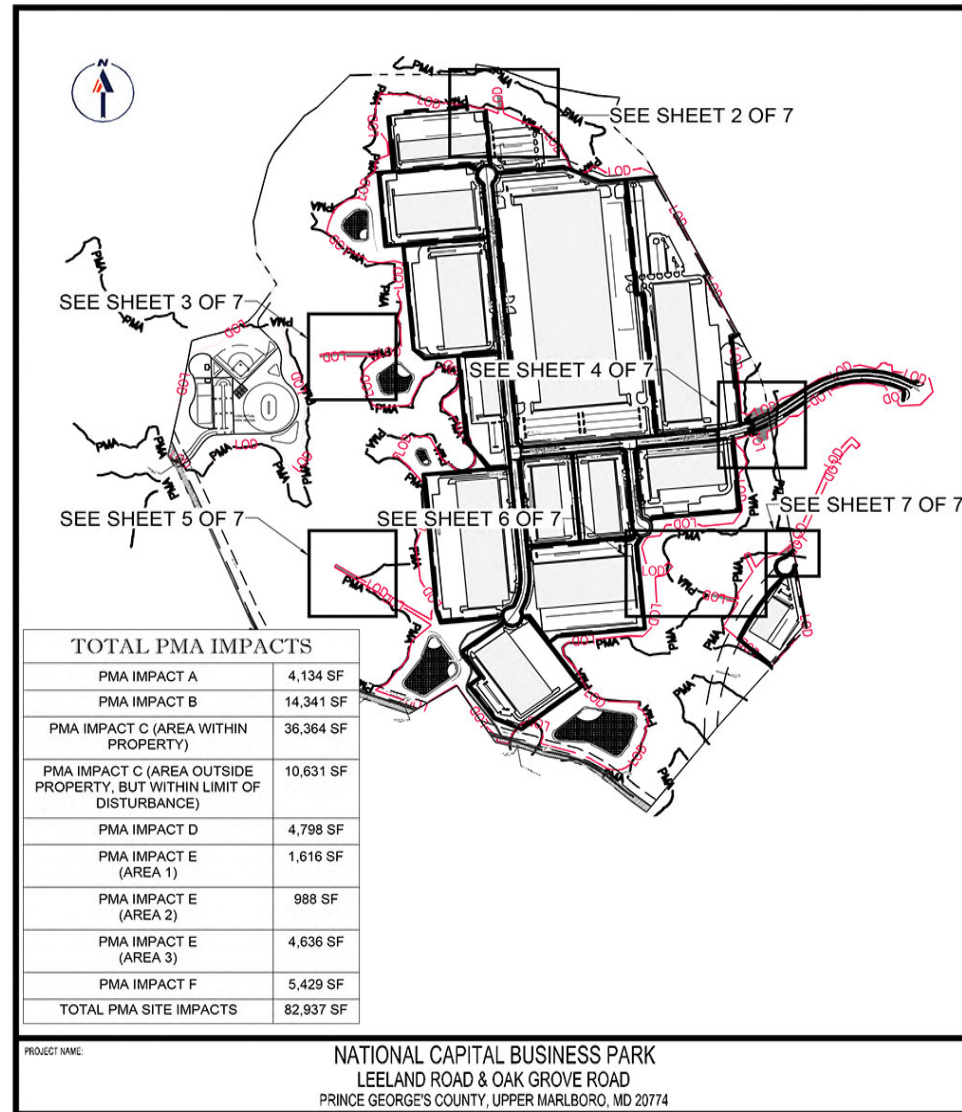 N
SEE SHEET 2 OF 7
SEE SHEET 3 OF 7
SEE SHEET 4 OF 7
SEE SHEET 5 OF 7
SEE SHEET 6 OF 7
SEE SHEET 7 OF 7
PMA
LOD
TOTAL PMA IMPACTS
PMA IMPACT A 4,134 SF
PMA IMPACT B 14,341 SF
PMA IMPACT C (AREA WITHIN
PROPERTY) 36,364 SF
PMA IMPACT C (AREA OUTSIDE
PROPERTY, BUT WITHIN LIMIT OF
DISTURBANCE) 10,631 SF
PMA IMPACT D 4,798 SF
PMA IMPACT E
(AREA 1) 1,616 SF
PMA IMPACT E
(AREA 2) 988 SF
PMA IMPACT E
(AREA 3) 4,636 SF
PMA IMPACT F 5,429 SF
TOTAL PMA SITE IMPACTS 82,937 SF
PROJECT NAME:
NATIONAL CAPITAL BUSINESS PARK
LEELAND ROAD & OAK GROVE ROAD
PRINCE GEORGE'S COUNTY, UPPER MARLBORO, MD 20774